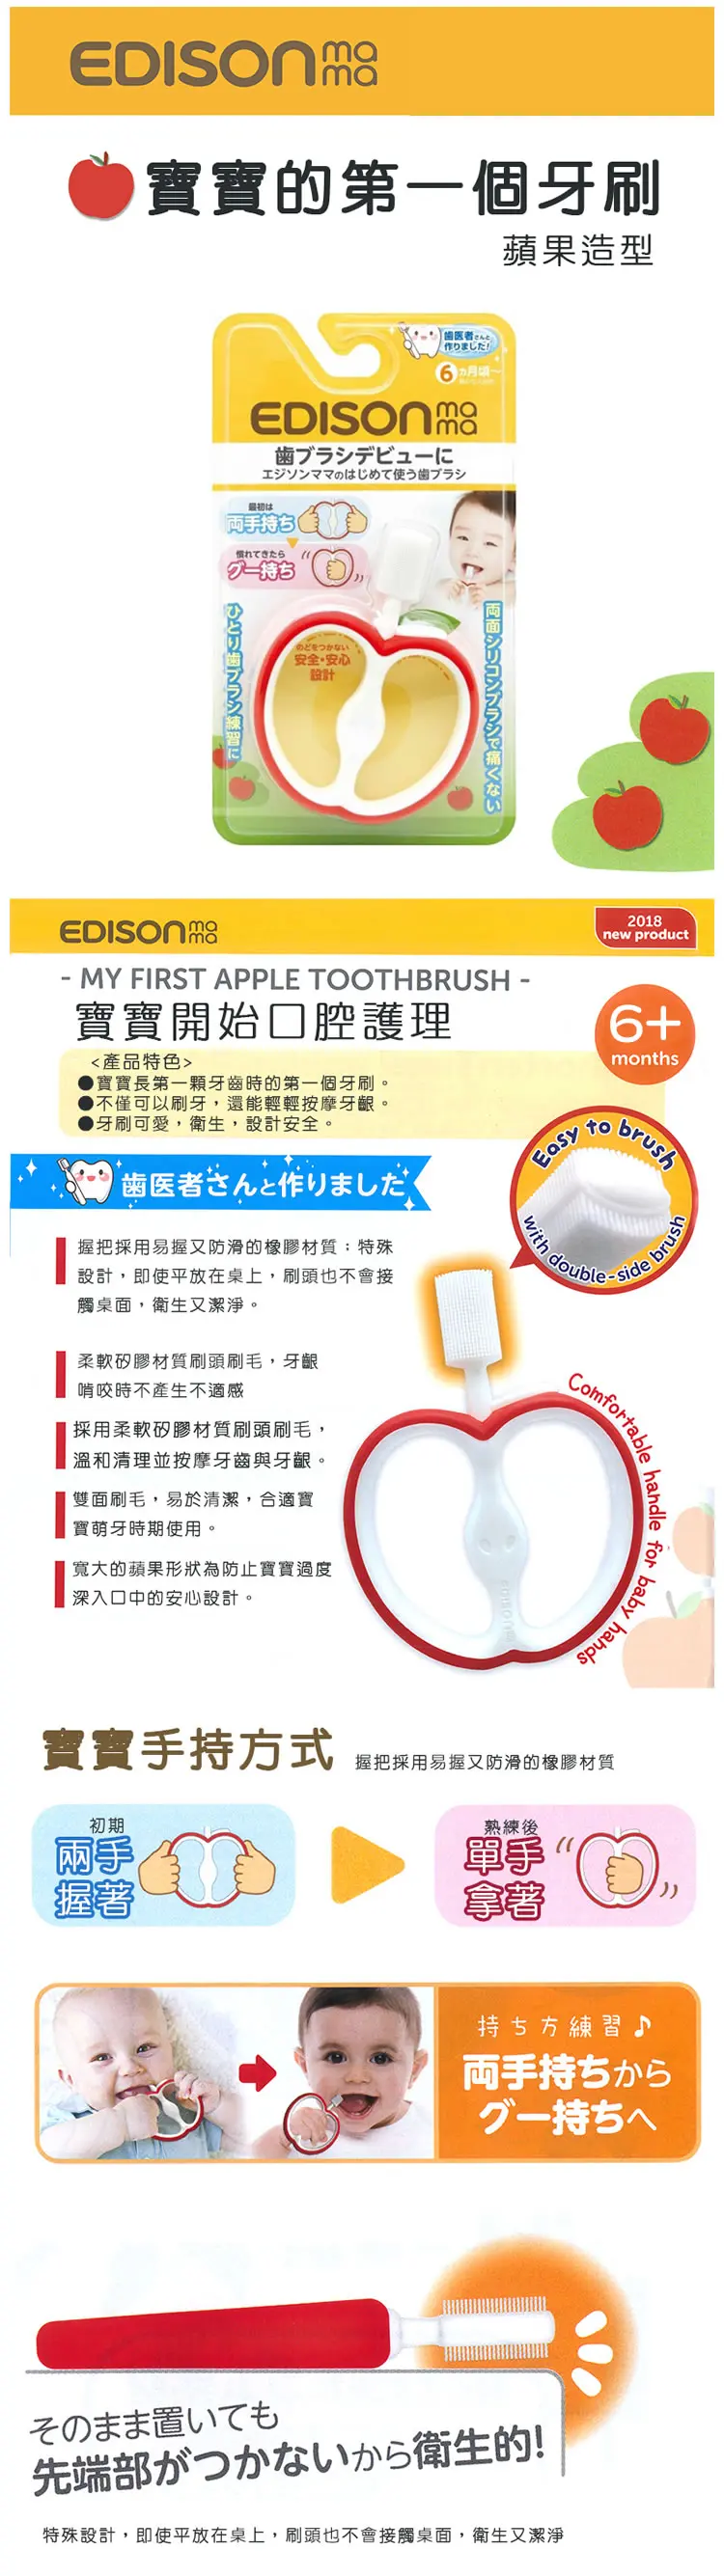 EDISONmama
寶寶的第一個牙刷
蘋果造型
歯医者さんと
作りました!
6ヵ月頃〜
EDISONmama
歯ブラシデビューに
エジソンママのはじめて使う歯ブラシ
最初は
両手持ち
慣れてきたら
グー持ち
ひとり歯ブラシ練習に
のどをつかない
安全・安心
設計
両面シリコンブラシで痛くない
EDISONmama
2018
new product
- MY FIRST APPLE TOOTHBRUSH -
寶寶開始口腔護理
6+
months
<產品特色>
●寶寶長第一顆牙齒時的第一個牙刷。
●不僅可以刷牙，還能輕輕按摩牙齦。
●牙刷可愛，衛生，設計安全。
Easy to brush
with double-side brush
歯医者さんと作りました
握把採用易握又防滑的橡膠材質；特殊
設計，即使平放在桌上，刷頭也不會接
觸桌面，衛生又潔淨。
柔軟矽膠材質刷頭刷毛，牙齦
啃咬時不產生不適感
採用柔軟矽膠材質刷頭刷毛，
溫和清理並按摩牙齒與牙齦。
雙面刷毛，易於清潔，合適寶
寶萌牙時期使用。
寬大的蘋果形狀為防止寶寶過度
深入口中的安心設計。
Comfortable handle for baby hands
EDISON
寶寶手持方式
握把採用易握又防滑的橡膠材質
初期
兩手
握著
熟練後
單手
拿著
持ち方練習♪
両手持ちから
グー持ちへ
そのまま置いても
先端部がつかないから衛生的!
特殊設計，即使平放在桌上，刷頭也不會接觸桌面，衛生又潔淨